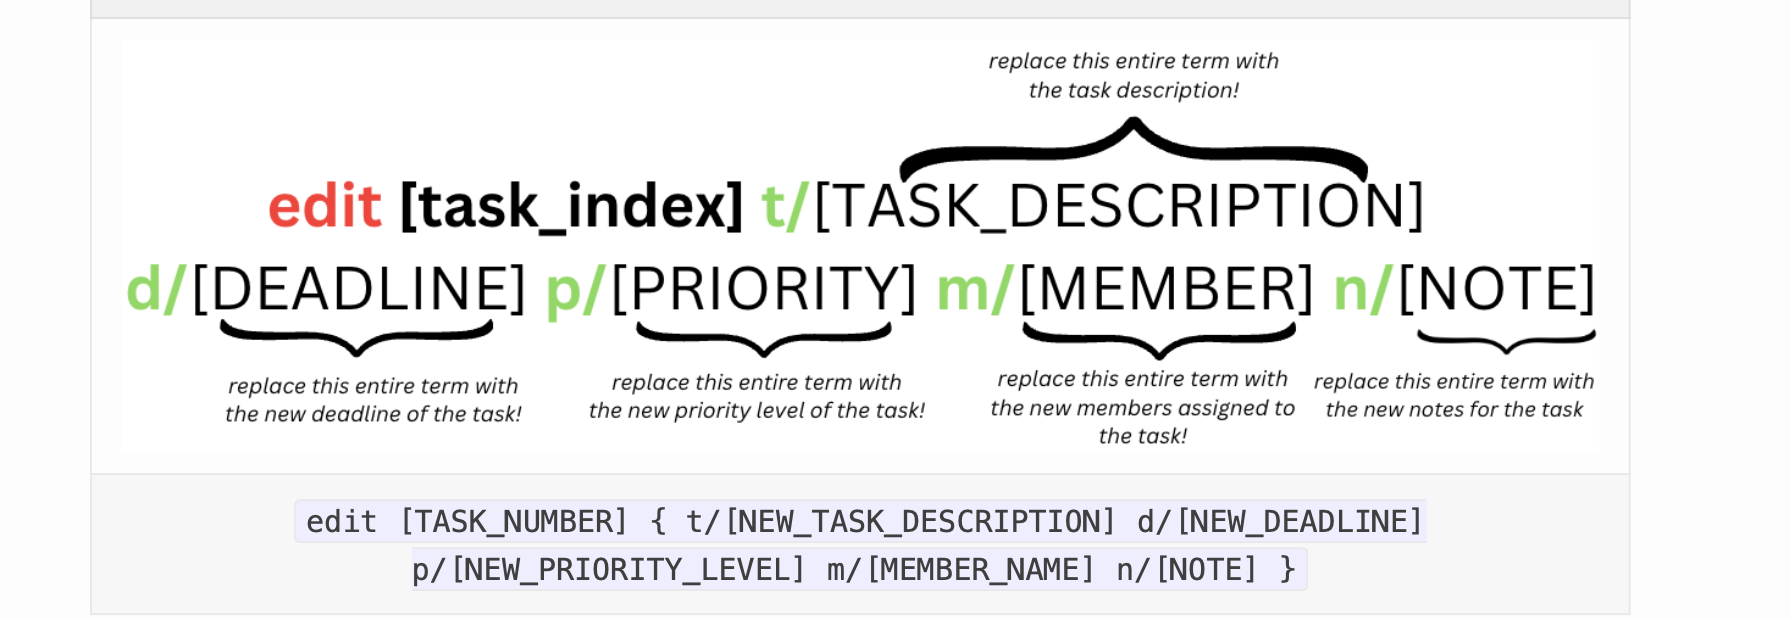 replace this entire term with
the task description!
edit [task_index] t/[TASK_DESCRIPTION]
d/[DEADLINE] p/[PRIORITY] m/[MEMBER] n/[NOTE]
replace this entire term with
the new deadline of the task!
replace this entire term with
the new priority level of the task!
replace this entire term with
the new members assigned to
the task!
replace this entire term with
the new notes for the task
edit [TASK_NUMBER] { t/[NEW_TASK_DESCRIPTION] d/[NEW_DEADLINE]
p/[NEW_PRIORITY_LEVEL] m/[MEMBER_NAME] n/[NOTE] }